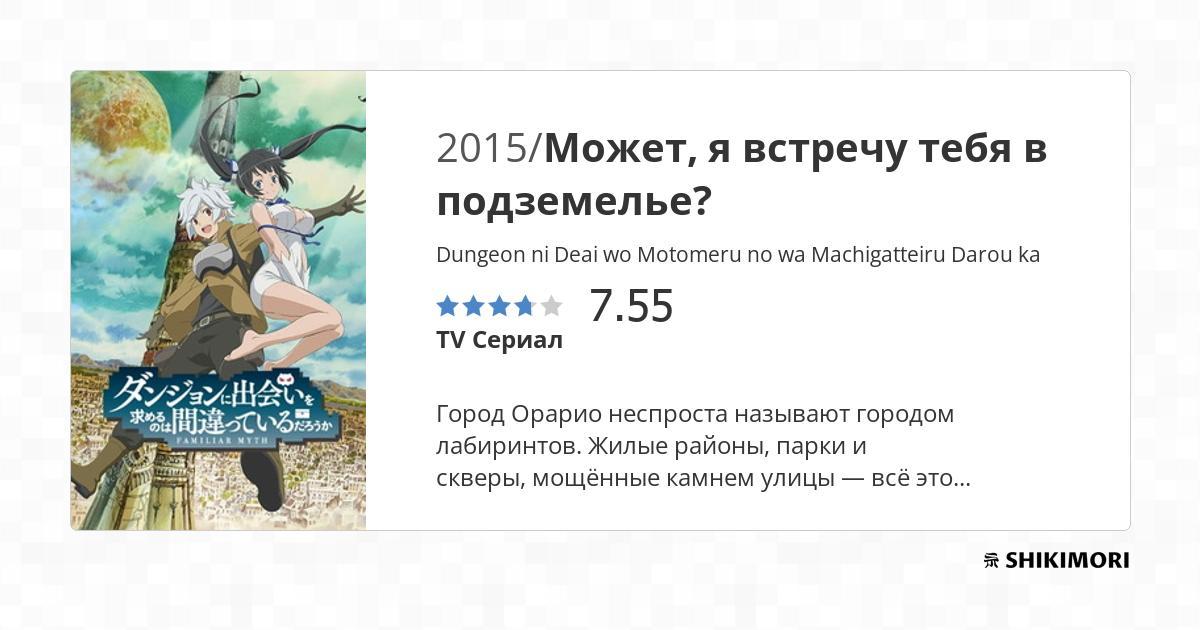 2015/Может, я встречу тебя в
подземелье?
Dungeon ni Deai wo Motomeru no wa Machigatteiru Darou ka
7.55
TV Сериал
Город Орарио неспроста называют городом
лабиринтов. Жилые районы, парки и
скверы, мощённые камнем улицы — всё это...
ダンジョンに出会いを
求めるのは間違っているだろうか
FAMILIAR MYTH
SHIKIMORI